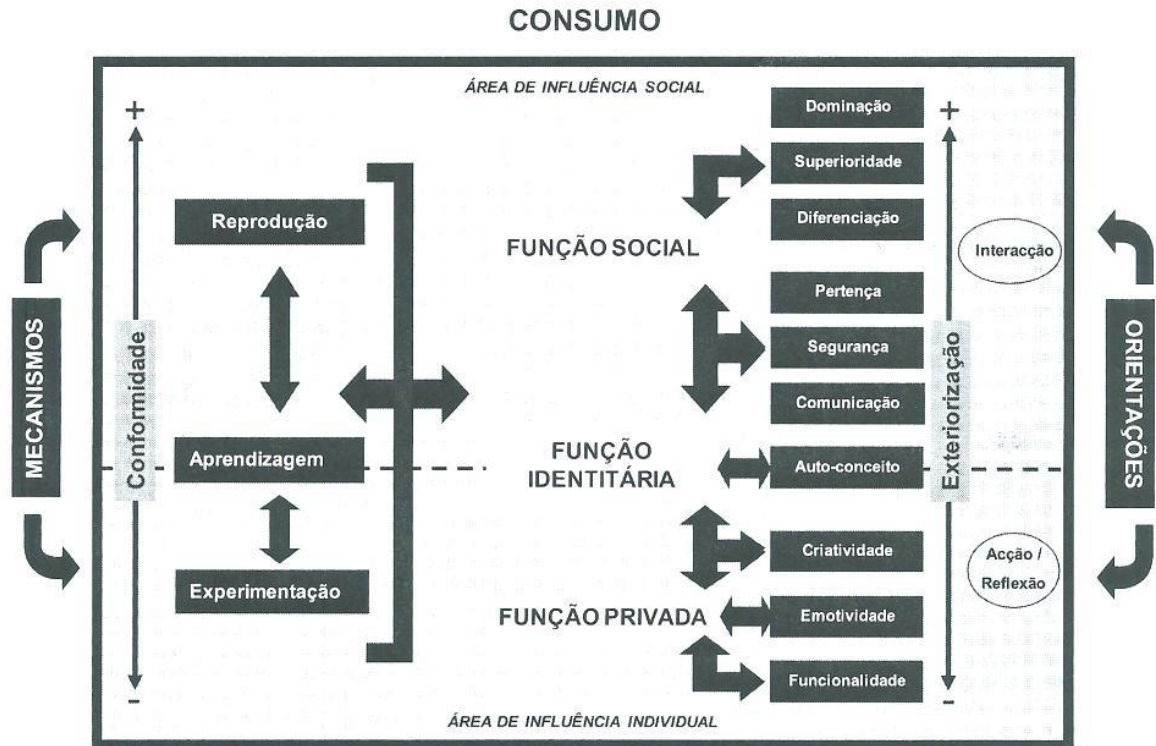 CONSUMO
ÁREA DE INFLUÊNCIA SOCIAL
MECANISMOS
+
Conformidade
-
Reprodução
Aprendizagem
Experimentação
FUNÇÃO SOCIAL
FUNÇÃO
IDENTITÁRIA
FUNÇÃO PRIVADA
Dominação
Superioridade
Diferenciação
Pertença
Segurança
Comunicação
Auto-conceito
Criatividade
Emotividade
Funcionalidade
+
Exteriorização
-
Interacção
Acção /
Reflexão
ORIENTAÇÕES
ÁREA DE INFLUÊNCIA INDIVIDUAL